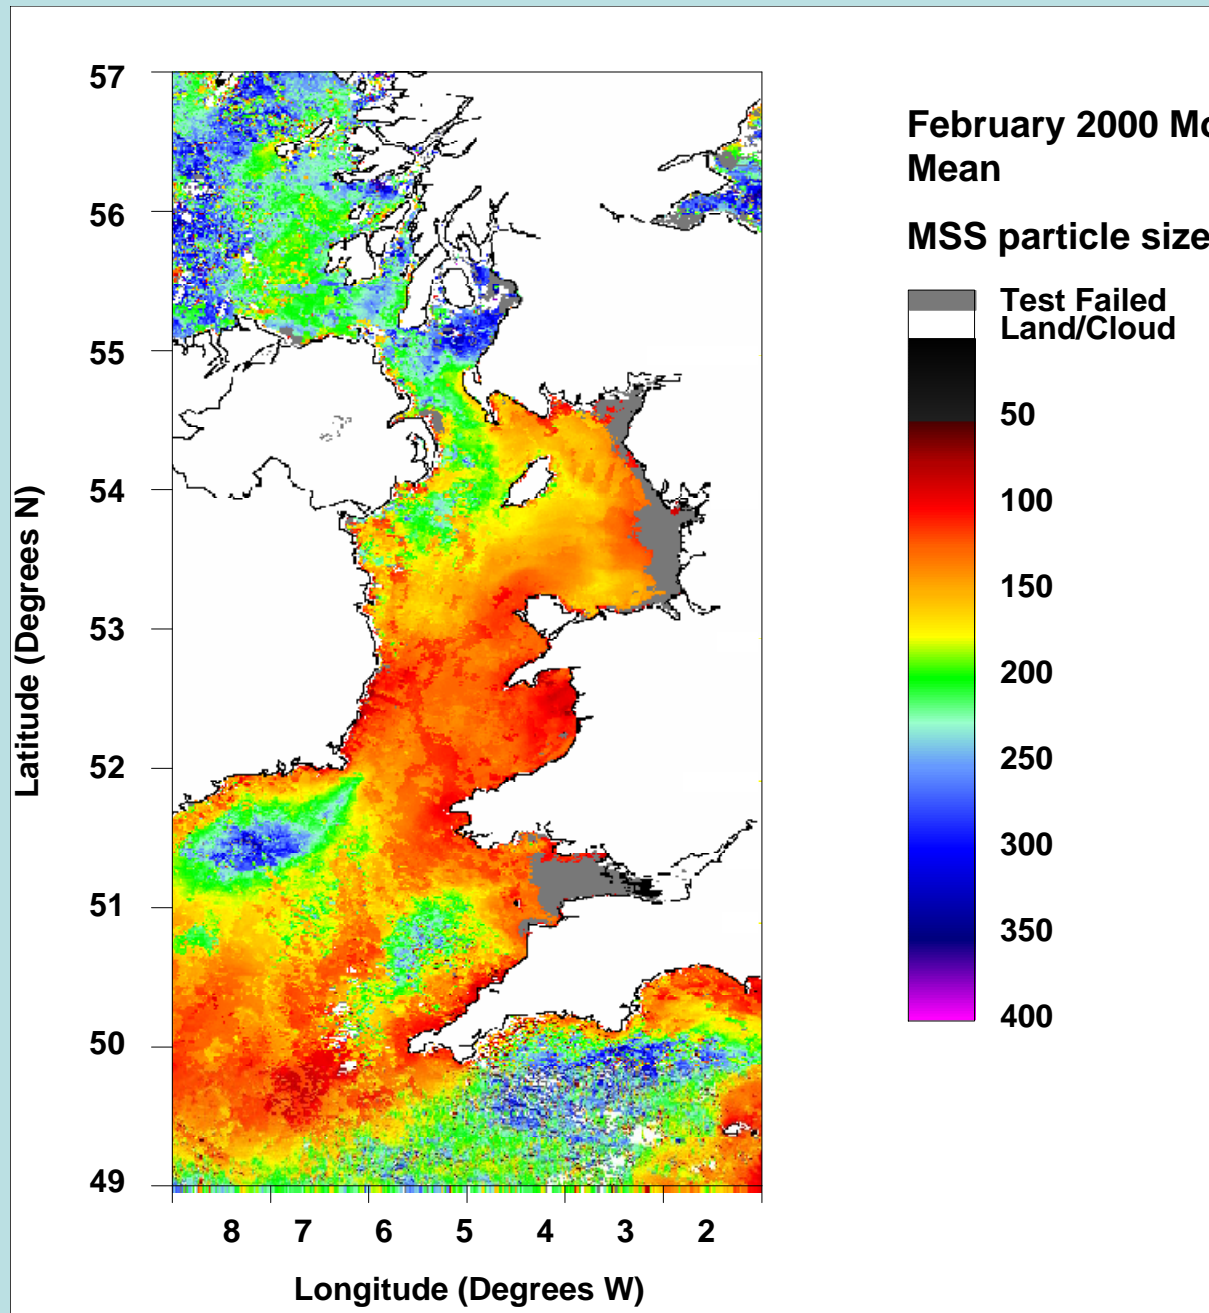 February 2000 Mo
Mean
MSS particle size
Test Failed
Land/Cloud
50
100
150
200
250
300
350
400
57
56
55
54
53
52
51
50
49
Latitude (Degrees N)
8 7 6 5 4 3 2
Longitude (Degrees W)